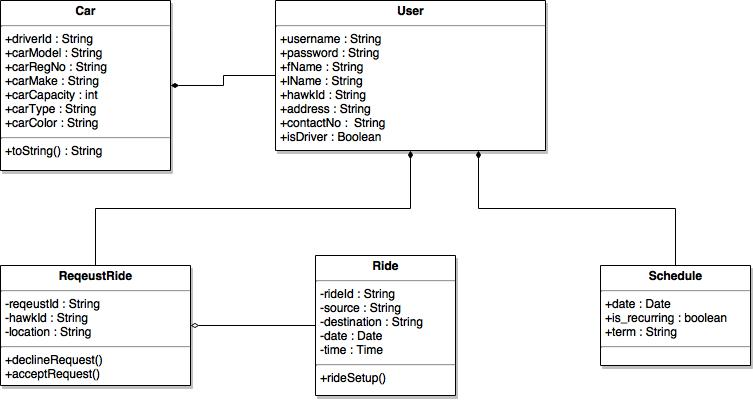 Car
+driverId : String
+carModel : String
+carRegNo : String
+carMake : String
+carCapacity : int
+carType : String
+carColor : String
+toString() : String
User
+username : String
+password : String
+fName : String
+lName : String
+hawkId : String
+address : String
+contactNo :  String
+isDriver : Boolean
ReqeustRide
-reqeustId : String
-hawkId : String
-location : String
+declineRequest()
+acceptRequest()
Ride
-rideId : String
-source : String
-destination : String
-date : Date
-time : Time
+rideSetup()
Schedule
+date : Date
+is_recurring : boolean
+term : String